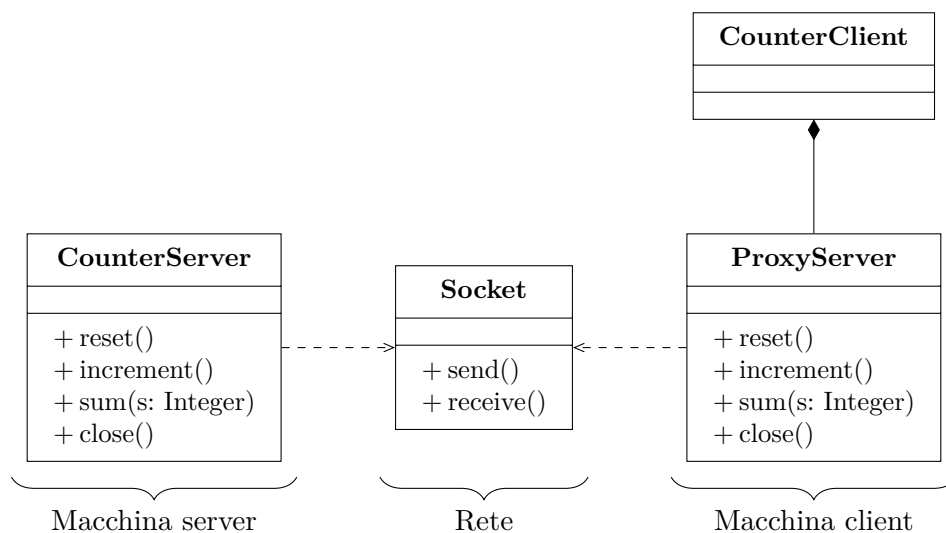 CounterClient
CounterServer
+ reset()
+ increment()
+ sum(s: Integer)
+ close()
Socket
+ send()
+ receive()
ProxyServer
+ reset()
+ increment()
+ sum(s: Integer)
+ close()
Macchina server
Rete
Macchina client